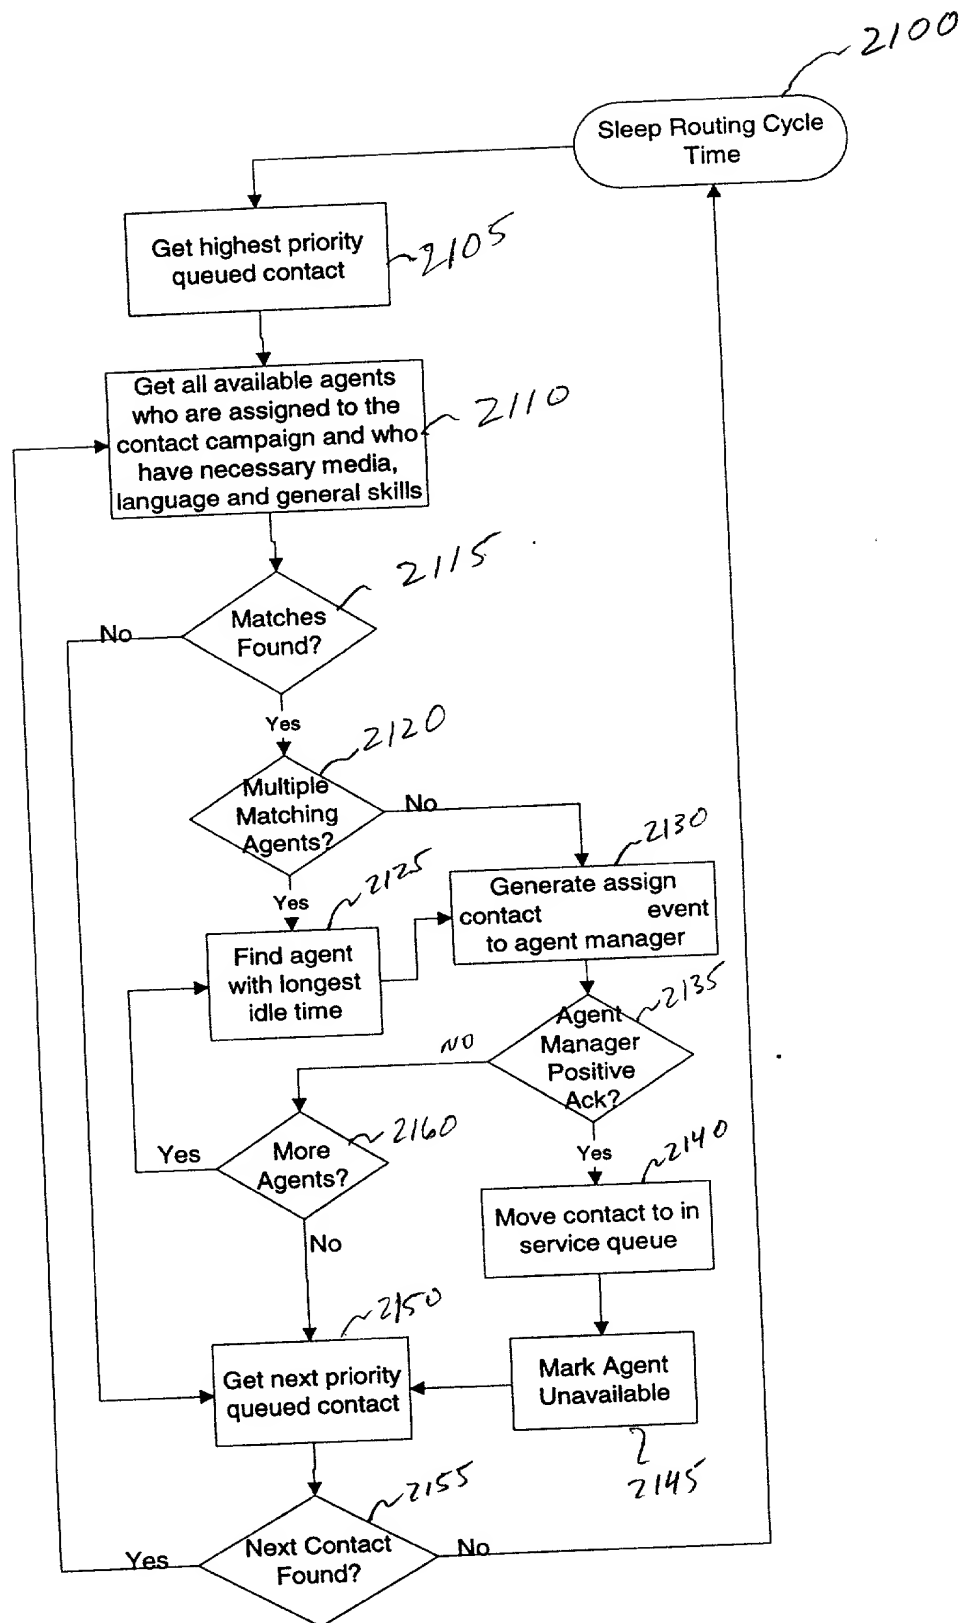 2100
Sleep Routing Cycle
Time
Get highest priority
queued contact
2105
Get all available agents
who are assigned to the
contact campaign and who
have necessary media,
language and general skills
2110
2115
Matches
Found?
No
Yes
2120
Multiple
Matching
Agents?
No
Yes
2125
2130
Generate assign
contact event
to agent manager
Find agent
with longest
idle time
2135
Agent
Manager
Positive
Ack?
NO
Yes
2160
More
Agents?
Yes
No
2140
Move contact to in
service queue
2150
Get next priority
queued contact
Mark Agent
Unavailable
2145
2155
Next Contact
Found?
Yes
No